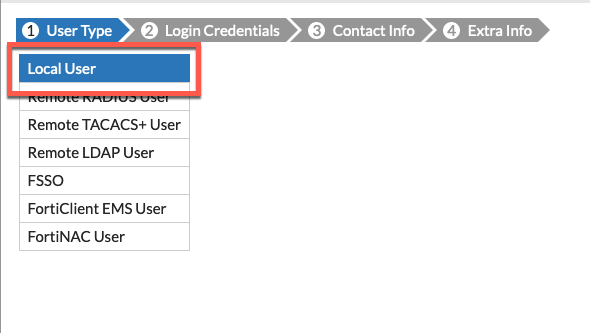 1 User Type 2 Login Credentials 3 Contact Info 4 Extra Info
Local User
Remote RADIUS User
Remote TACACS+ User
Remote LDAP User
FSSO
FortiClient EMS User
FortiNAC User